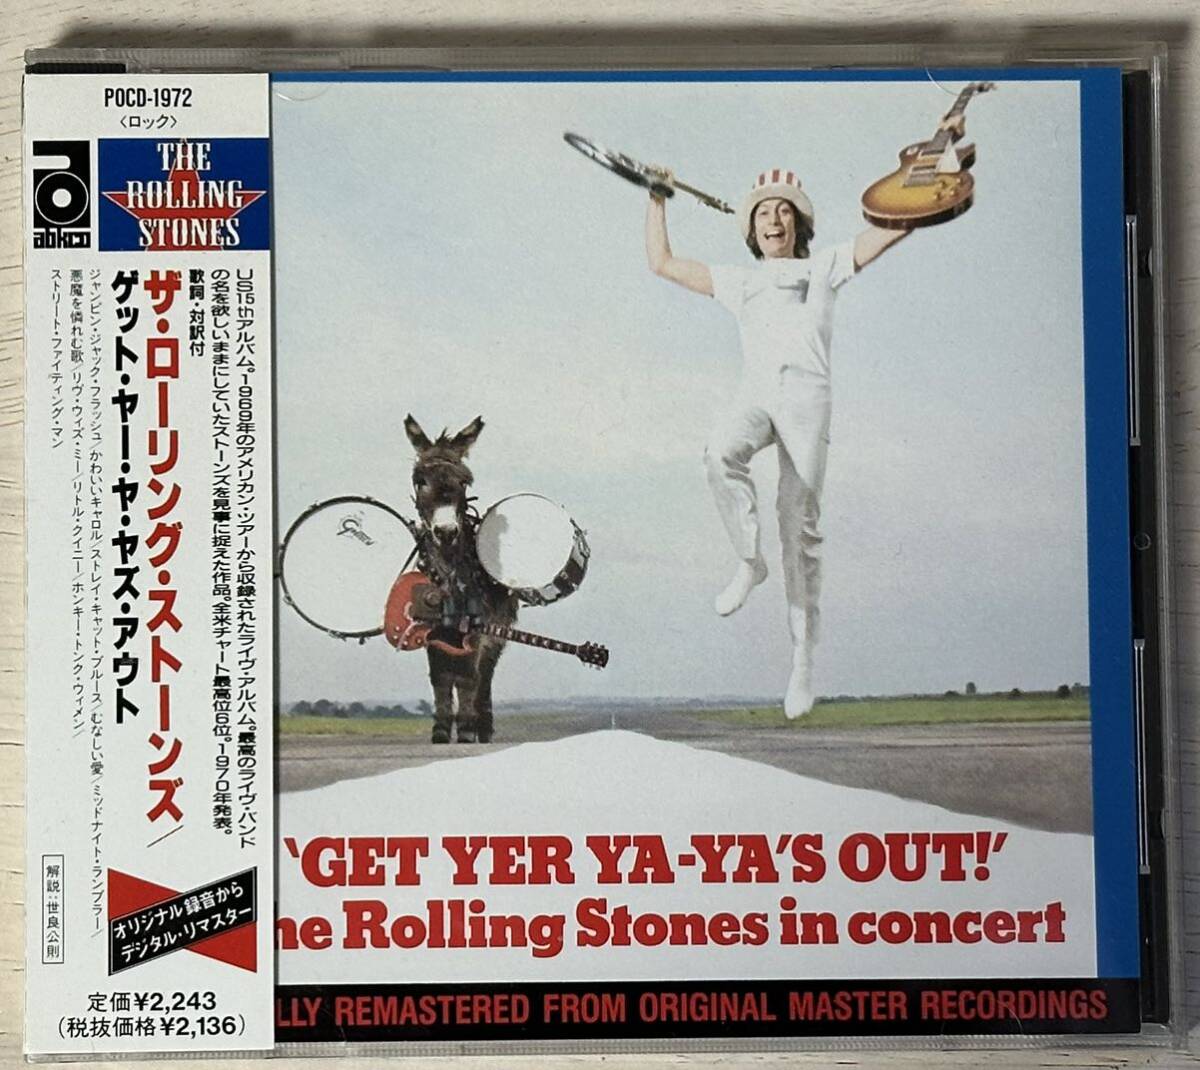 POCD-1972
〈ロック〉
abkco
THE
ROLLING
STONES
US15thアルバム。1969年のアメリカン・ツアーから収録されたライヴ・アルバム。最高のライヴ・バンド
の名を欲しいままにしていたストーンズを見事に捉えた作品。全米チャート最高位6位。1970年発表。
歌詞・対訳付
ザ・ローリング・ストーンズ/
ゲット・ヤー・ヤ・ヤズ・アウト
ジャンピン・ジャック・フラッシュ/かわいいキャロル/ストレイ・キャット・ブルース/むなしい愛/ミッドナイト・ランブラー/
悪魔を憐れむ歌/リヴ・ウィズ・ミー/リトル・クイニー/ホンキー・トンク・ウィメン/
ストリート・ファイティング・マン
解説:世良公則
オリジナル録音から
デジタル・リマスター
定価¥2,243
(税抜価格¥2,136)
'GET YER YA-YA'S OUT!'
he Rolling Stones in concert
LLY REMASTERED FROM ORIGINAL MASTER RECORDINGS